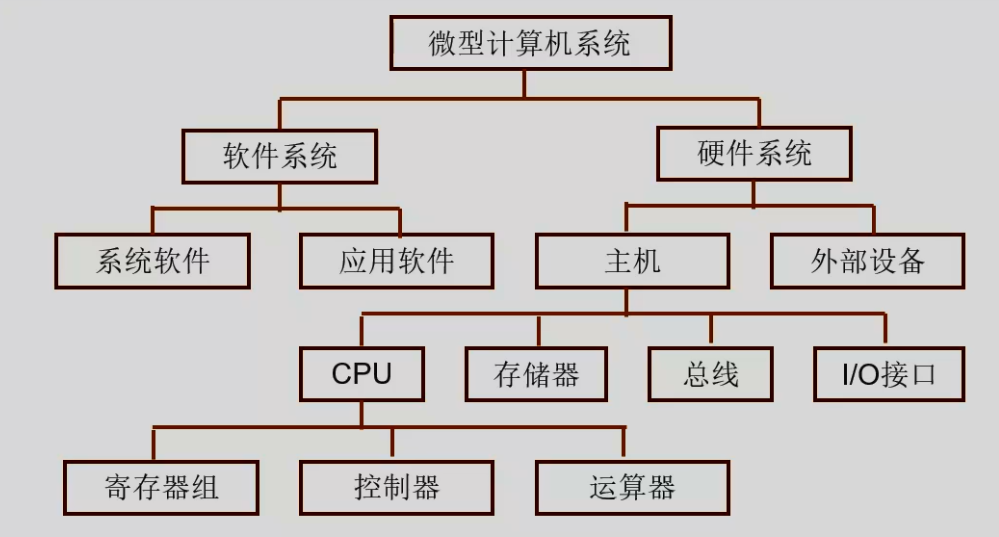 微型计算机系统
软件系统
硬件系统
系统软件
应用软件
主机
外部设备
CPU
存储器
总线
I/O接口
寄存器组
控制器
运算器